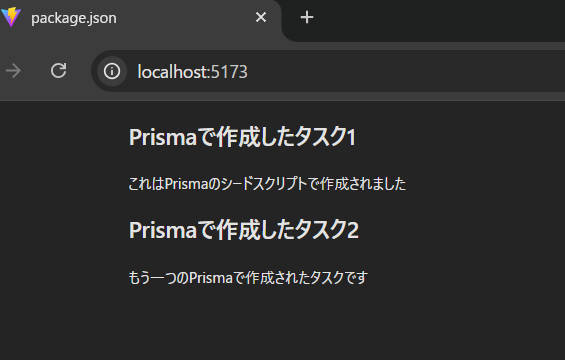 package.json
localhost:5173
Prismaで作成したタスク1
これはPrismaのシードスクリプトで作成されました
Prismaで作成したタスク2
もう一つのPrismaで作成されたタスクです